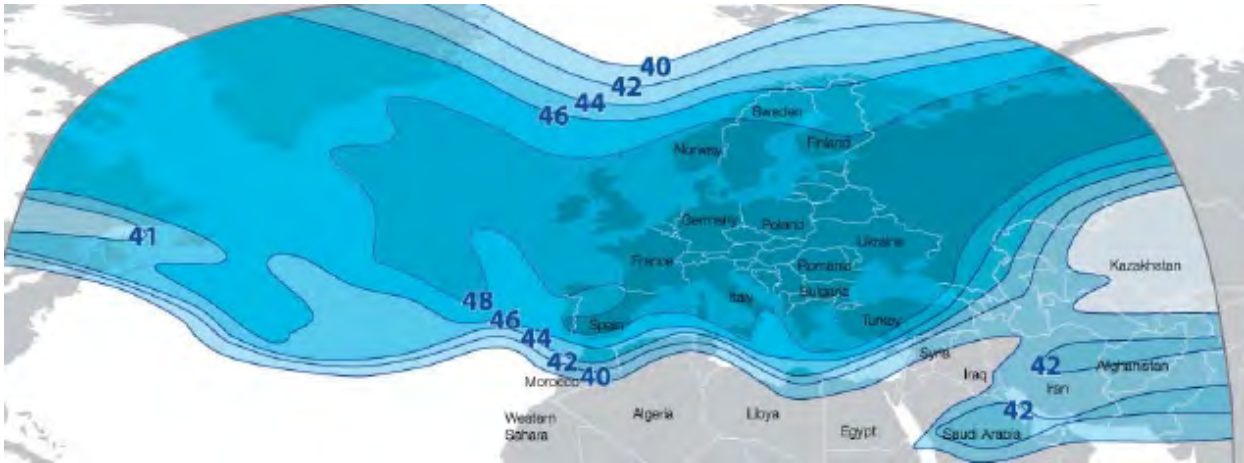 40
42
44
46
Sweden
Finland
Norway
41
Germany
Poland
Ukraine
France
Romania
Kazakhstan
Italy
Bulgaria
48
46
Spain
Turkey
44
42
40
Morocco
Syria
Iraq
42
Afghanistan
Iran
Western
Sahara
Algeria
Libya
Egypt
42
Saudi Arabia